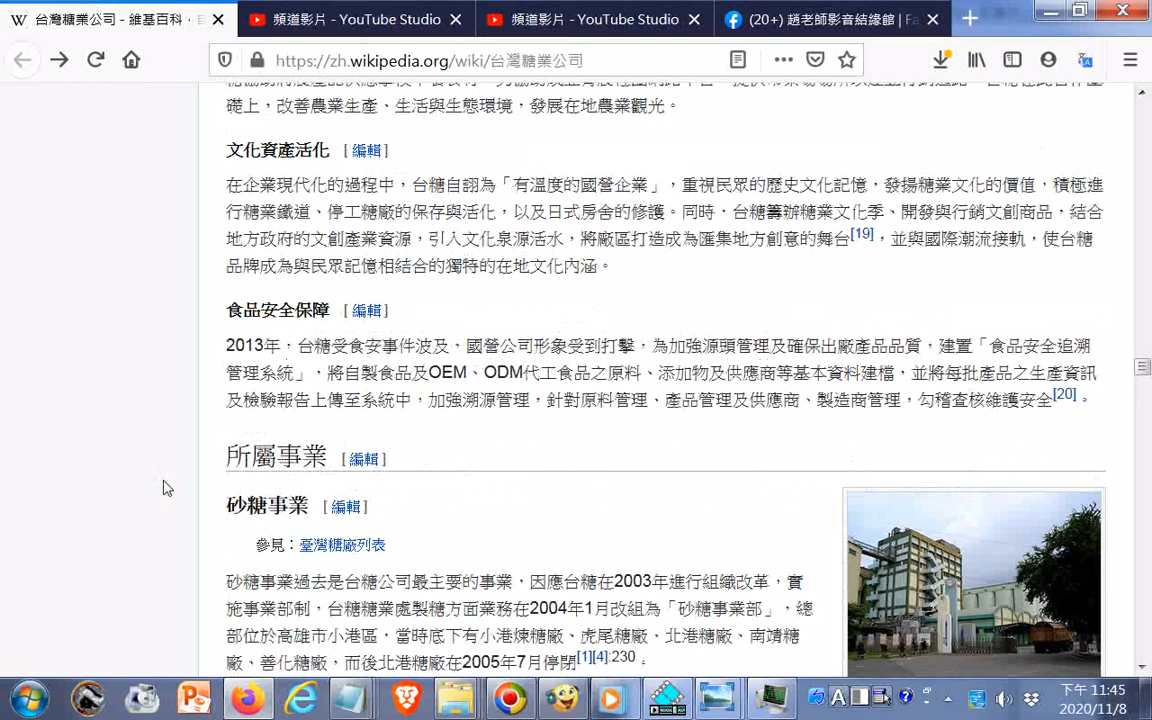 台灣糖業公司 - 維基百科，自
頻道影片 - YouTube Studio
頻道影片 - YouTube Studio
(20+) 趙老師影音結緣館 | Fa
https://zh.wikipedia.org/wiki/台灣糖業公司
礎上，改善農業生產、生活與生態環境，發展在地農業觀光。
文化資產活化 [編輯]
在企業現代化的過程中，台糖自詡為「有溫度的國營企業」，重視民眾的歷史文化記憶，發揚糖業文化的價值，積極進
行糖業鐵道、停工糖廠的保存與活化，以及日式房舍的修護。同時，台糖籌辦糖業文化季、開發與行銷文創商品，結合
地方政府的文創產業資源，引入文化泉源活水，將廠區打造成為匯集地方創意的舞台[19]，並與國際潮流接軌，使台糖
品牌成為與民眾記憶相結合的獨特的在地文化內涵。
食品安全保障 [編輯]
2013年，台糖受食安事件波及，國營公司形象受到打擊，為加強源頭管理及確保出廠產品品質，建置「食品安全追溯
管理系統」，將自製食品及OEM、ODM代工食品之原料、添加物及供應商等基本資料建檔，並將每批產品之生產資訊
及檢驗報告上傳至系統中，加強溯源管理，針對原料管理、產品管理及供應商、製造商管理，勾稽查核維護安全[20]。
所屬事業 [編輯]
砂糖事業 [編輯]
參見：臺灣糖廠列表
砂糖事業過去是台糖公司最主要的事業，因應台糖在2003年進行組織改革，實
施事業部制，台糖糖業處製糖方面業務在2004年1月改組為「砂糖事業部」，總
部位於高雄市小港區，當時底下有小港煉糖廠、虎尾糖廠、北港糖廠、南靖糖
廠、善化糖廠，而後北港糖廠在2005年7月停閉[1][4]:230。
下午 11:45
2020/11/8